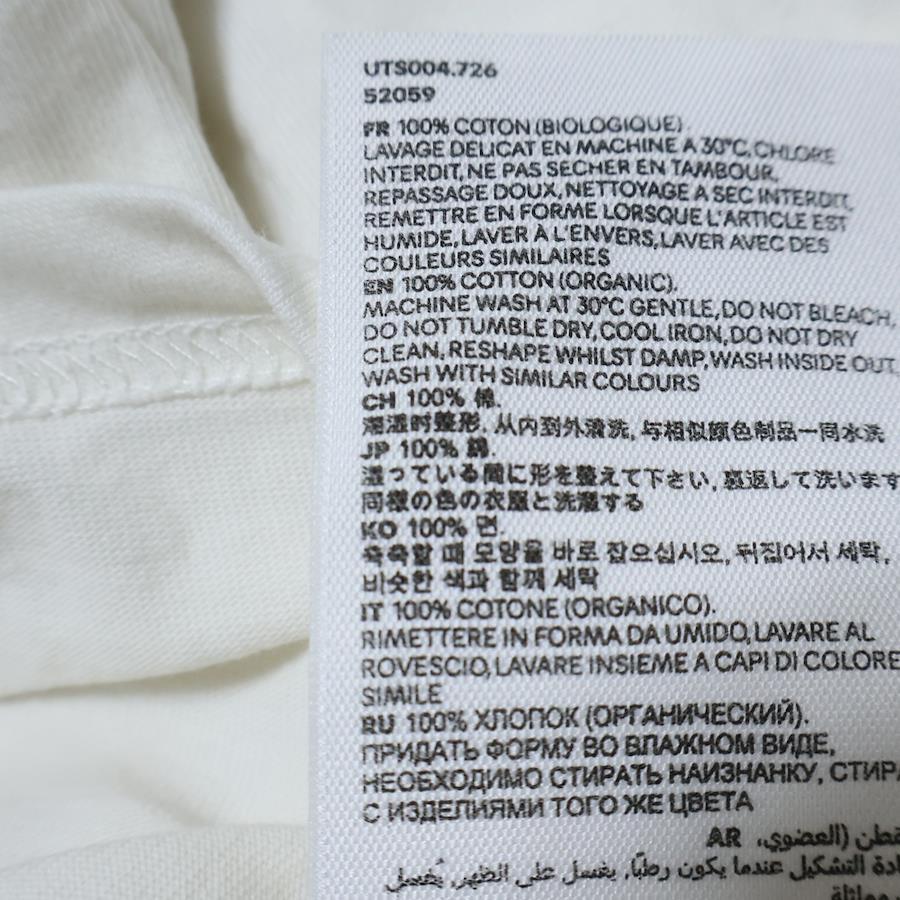 UTS004.726
52059
FR 100% COTON (BIOLOGIQUE).
LAVAGE DELICAT EN MACHINE A 30°C, CHLORE
INTERDIT, NE PAS SECHER EN TAMBOUR,
REPASSAGE DOUX, NETTOYAGE A SEC INTERDIT,
REMETTRE EN FORME LORSQUE L'ARTICLE EST
HUMIDE, LAVER À L'ENVERS, LAVER AVEC DES
COULEURS SIMILAIRES
EN 100% COTTON (ORGANIC).
MACHINE WASH AT 30°C GENTLE, DO NOT BLEACH,
DO NOT TUMBLE DRY, COOL IRON, DO NOT DRY
CLEAN, RESHAPE WHILST DAMP, WASH INSIDE OUT,
WASH WITH SIMILAR COLOURS
CH 100% 棉.
潮湿时整形, 从内到外清洗, 与相似颜色制品一同水洗
JP 100% 綿.
湿っている間に形を整えて下さい, 裏返して洗います
同様の色の衣服と洗濯する
KO 100% 면.
축축할 때 모양을 바로 잡으십시오, 뒤집어서 세탁,
비슷한 색과 함께 세탁
IT 100% COTONE (ORGANICO).
RIMETTERE IN FORMA DA UMIDO, LAVARE AL
ROVESCIO, LAVARE INSIEME A CAPI DI COLORE
SIMILE
RU 100% ХЛОПОК (ОРГАНИЧЕСКИЙ).
ПРИДАТЬ ФОРМУ ВО ВЛАЖНОМ ВИДЕ,
НЕОБХОДИМО СТИРАТЬ НАИЗНАНКУ, СТИР
С ИЗДЕЛИЯМИ ТОГО ЖЕ ЦВЕТА
AR قطن (العضوي.
التشكيل عندما يكون رطبًا, يغسل على الظهر, يُغسل